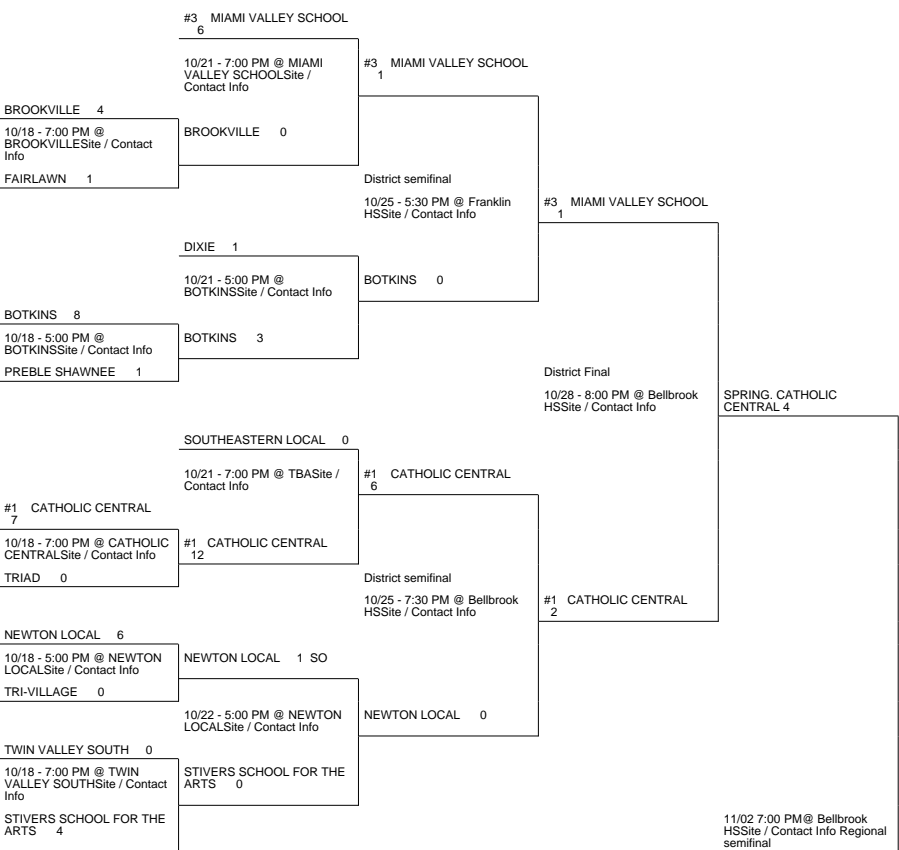 #3 MIAMI VALLEY SCHOOL
6
10/21 - 7:00 PM @ MIAMI
VALLEY SCHOOLSite /
Contact Info
#3 MIAMI VALLEY SCHOOL
1
BROOKVILLE 4
10/18 - 7:00 PM @
BROOKVILLESite / Contact
Info
BROOKVILLE 0
FAIRLAWN 1
District semifinal
10/25 - 5:30 PM @ Franklin
HSSite / Contact Info
#3 MIAMI VALLEY SCHOOL
1
DIXIE 1
10/21 - 5:00 PM @
BOTKINSSite / Contact Info
BOTKINS 0
BOTKINS 8
10/18 - 5:00 PM @
BOTKINSSite / Contact Info
BOTKINS 3
PREBLE SHAWNEE 1
District Final
10/28 - 8:00 PM @ Bellbrook
HSSite / Contact Info
SPRING. CATHOLIC
CENTRAL 4
SOUTHEASTERN LOCAL 0
10/21 - 7:00 PM @ TBASite /
Contact Info
#1 CATHOLIC CENTRAL
6
#1 CATHOLIC CENTRAL
7
10/18 - 7:00 PM @ CATHOLIC
CENTRALSite / Contact Info
#1 CATHOLIC CENTRAL
12
TRIAD 0
District semifinal
10/25 - 7:30 PM @ Bellbrook
HSSite / Contact Info
#1 CATHOLIC CENTRAL
2
NEWTON LOCAL 6
10/18 - 5:00 PM @ NEWTON
LOCALSite / Contact Info
NEWTON LOCAL 1 SO
TRI-VILLAGE 0
10/22 - 5:00 PM @ NEWTON
LOCALSite / Contact Info
NEWTON LOCAL 0
TWIN VALLEY SOUTH 0
10/18 - 7:00 PM @ TWIN
VALLEY SOUTHSite / Contact
Info
STIVERS SCHOOL FOR THE
ARTS 0
STIVERS SCHOOL FOR THE
ARTS 4
11/02 7:00 PM@ Bellbrook
HSSite / Contact Info Regional
semifinal